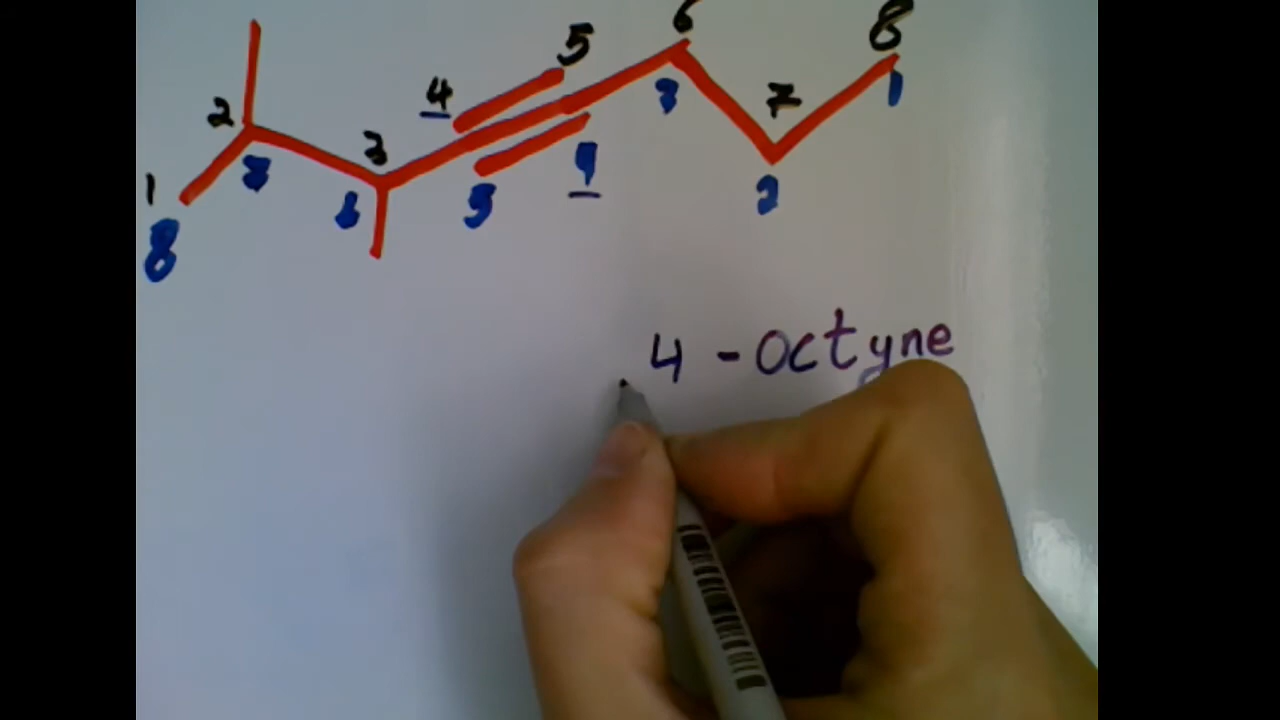 5 6 8
4 7
2 3 3 1
1 7 6 5 4 2
8
4 - Octyne